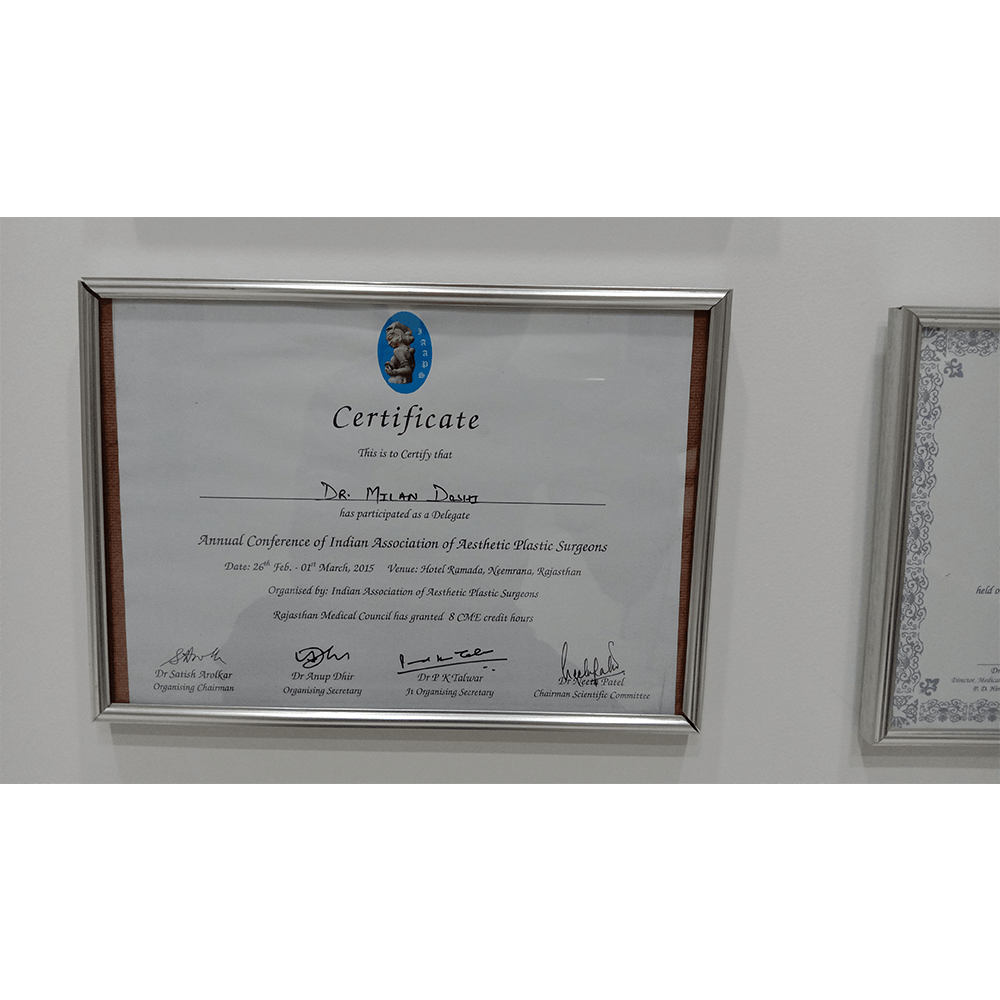 IAAPS
Certificate
This is to Certify that
DR. MILAN DOSHI
has participated as a Delegate
Annual Conference of Indian Association of Aesthetic Plastic Surgeons
Date: 26th Feb. - 01st March, 2015 Venue: Hotel Ramada, Neemrana, Rajasthan
Organised by: Indian Association of Aesthetic Plastic Surgeons
Rajasthan Medical Council has granted 8 CME credit hours
Dr Satish Arolkar Dr Anup Dhir Dr P K Talwar Dr Neeta Patel
Organising Chairman Organising Secretary Jt Organising Secretary Chairman Scientific Committee
held
Director, Medical
P. D.